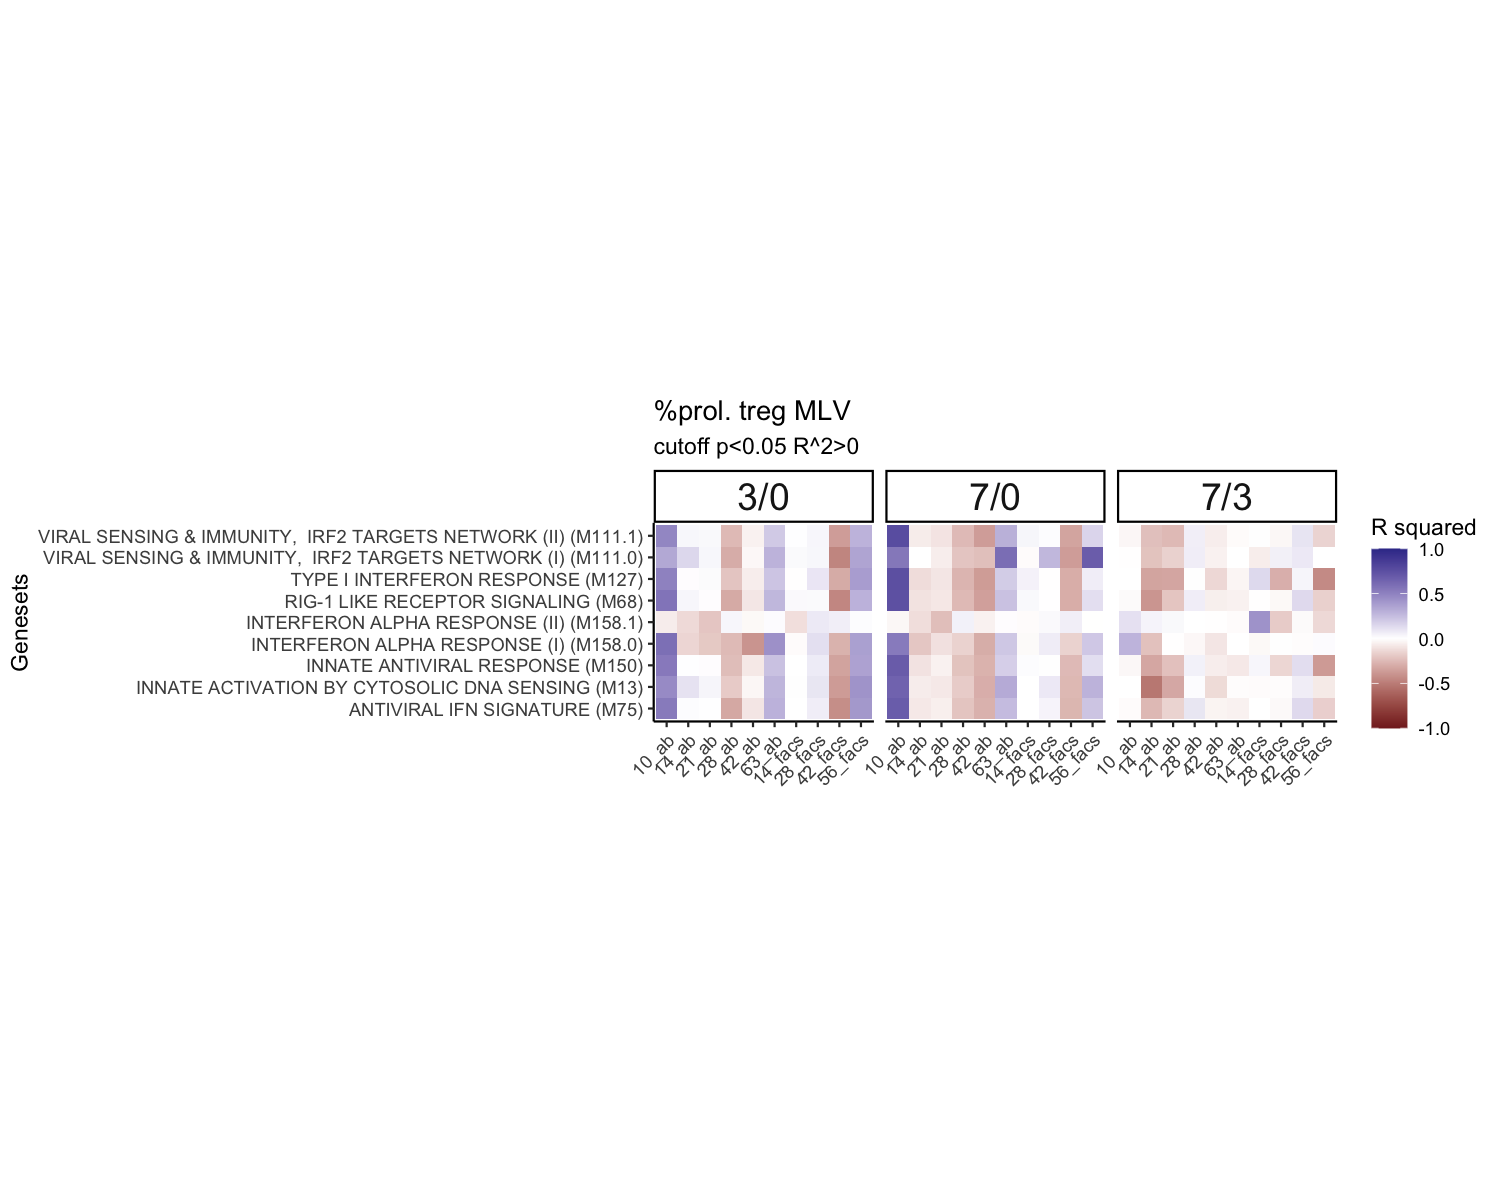 %prol. treg MLV
cutoff p<0.05 R^2>0
3/0 7/0 7/3
Genesets
VIRAL SENSING & IMMUNITY,  IRF2 TARGETS NETWORK (II) (M111.1)
VIRAL SENSING & IMMUNITY,  IRF2 TARGETS NETWORK (I) (M111.0)
TYPE I INTERFERON RESPONSE (M127)
RIG-1 LIKE RECEPTOR SIGNALING (M68)
INTERFERON ALPHA RESPONSE (II) (M158.1)
INTERFERON ALPHA RESPONSE (I) (M158.0)
INNATE ANTIVIRAL RESPONSE (M150)
INNATE ACTIVATION BY CYTOSOLIC DNA SENSING (M13)
ANTIVIRAL IFN SIGNATURE (M75)
10_ab 14_ab 21_ab 28_ab 42_ab 63_ab 14_facs 28_facs 42_facs 56_facs
10_ab 14_ab 21_ab 28_ab 42_ab 63_ab 14_facs 28_facs 42_facs 56_facs
10_ab 14_ab 21_ab 28_ab 42_ab 63_ab 14_facs 28_facs 42_facs 56_facs
R squared
1.0
0.5
0.0
-0.5
-1.0